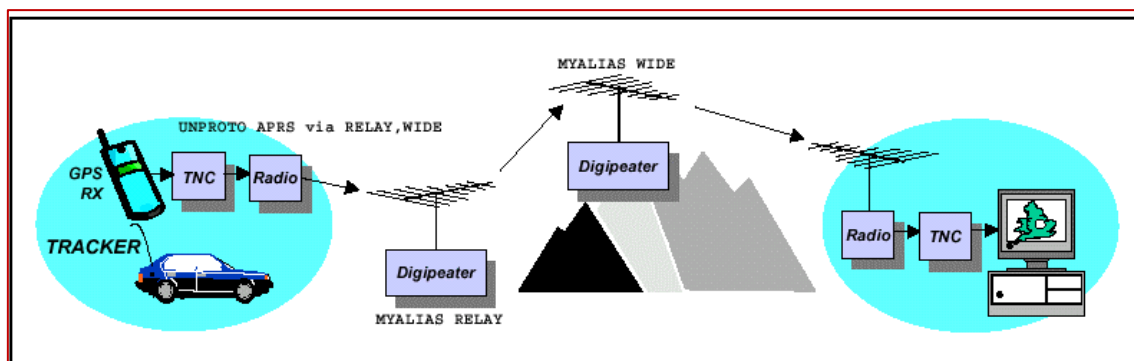 MYALIAS WIDE
UNPROTO APRS via RELAY,WIDE
GPS
RX
TNC
Radio
TRACKER
Digipeater
MYALIAS RELAY
Digipeater
Radio
TNC